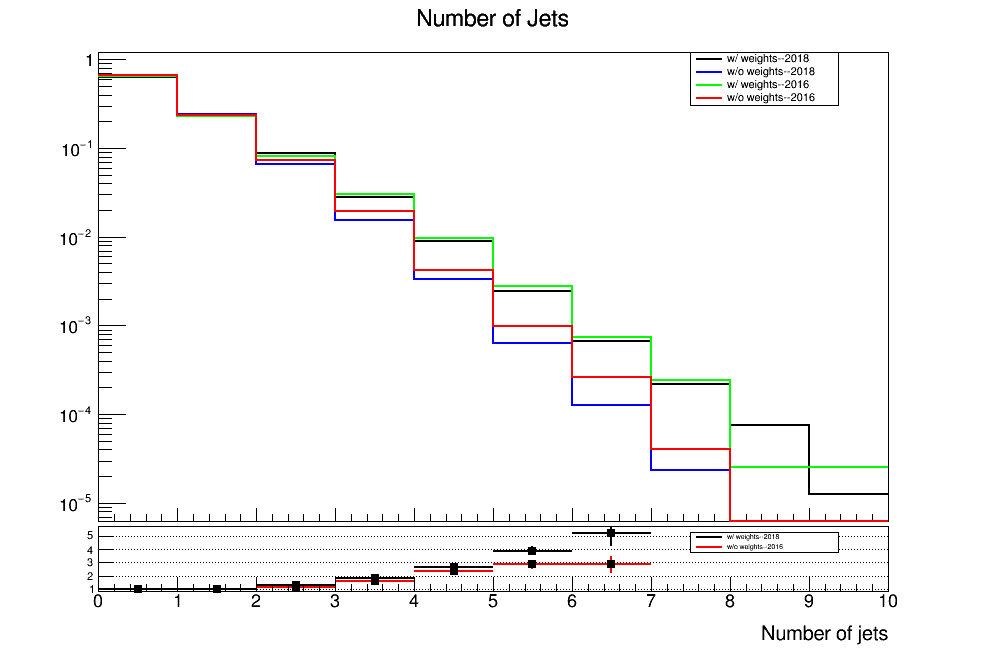 Number of Jets
w/ weights--2018
w/o weights--2018
w/ weights--2016
w/o weights--2016
1
10⁻¹
10⁻²
10⁻³
10⁻⁴
10⁻⁵
w/ weights--2018
w/o weights--2016
5
4
3
2
1
0 1 2 3 4 5 6 7 8 9 10
Number of jets